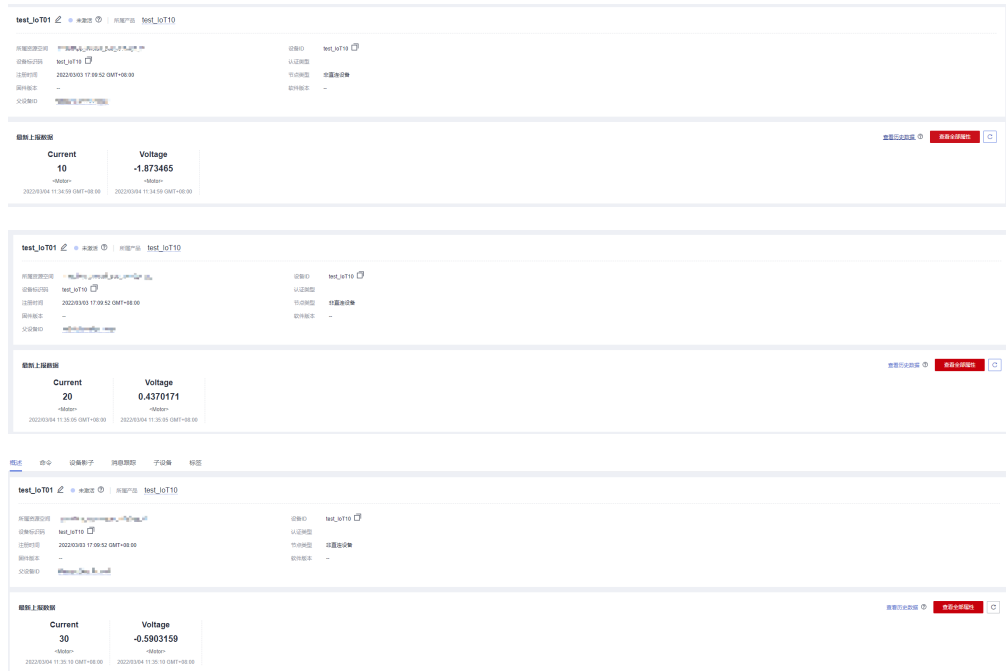 test_IoT01 未激活 所属产品 test_IoT10
所属资源空间 设备ID test_IoT10
设备标识码 test_IoT10 认证类型
注册时间 2022/03/03 17:09:52 GMT+08:00 节点类型 非直连设备
固件版本 -- 软件版本 --
父设备ID
最新上报数据 查看历史数据 查看全部属性
Current Voltage
10 -1.873465
<Motor> <Motor>
2022/03/04 11:34:59 GMT+08:00 2022/03/04 11:34:59 GMT+08:00
test_IoT01 未激活 所属产品 test_IoT10
所属资源空间 设备ID test_IoT10
设备标识码 test_IoT10 认证类型
注册时间 2022/03/03 17:09:52 GMT+08:00 节点类型 非直连设备
固件版本 -- 软件版本 --
父设备ID
最新上报数据 查看历史数据 查看全部属性
Current Voltage
20 0.4370171
<Motor> <Motor>
2022/03/04 11:35:05 GMT+08:00 2022/03/04 11:35:05 GMT+08:00
概述 命令 设备影子 消息跟踪 子设备 标签
test_IoT01 未激活 所属产品 test_IoT10
所属资源空间 设备ID test_IoT10
设备标识码 test_IoT10 认证类型
注册时间 2022/03/03 17:09:52 GMT+08:00 节点类型 非直连设备
固件版本 -- 软件版本 --
父设备ID
最新上报数据 查看历史数据 查看全部属性
Current Voltage
30 -0.5903159
<Motor> <Motor>
2022/03/04 11:35:10 GMT+08:00 2022/03/04 11:35:10 GMT+08:00